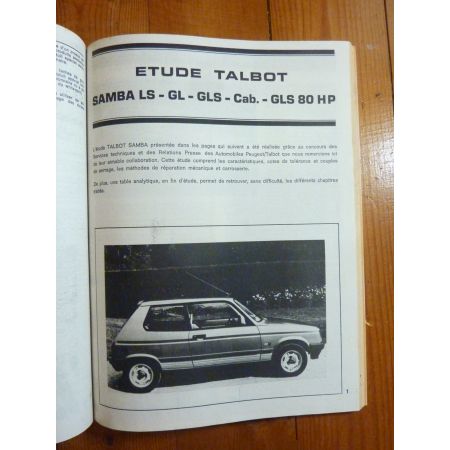 ETUDE TALBOT
SAMBA LS - GL - GLS - Cab. - GLS 80 HP
L'étude TALBOT SAMBA présentée dans les pages qui suivent a été réalisée grâce au concours des
Services techniques et des Relations Presse des Automobiles Peugeot/Talbot que nous remercions ici
de leur aimable collaboration. Cette étude comprend les caractéristiques, cotes de tolérance et couples
de serrage, les méthodes de réparation mécanique et carrosserie.
De plus, une table analytique, en fin d'étude, permet de retrouver, sans difficulté, les différents chapitres
1